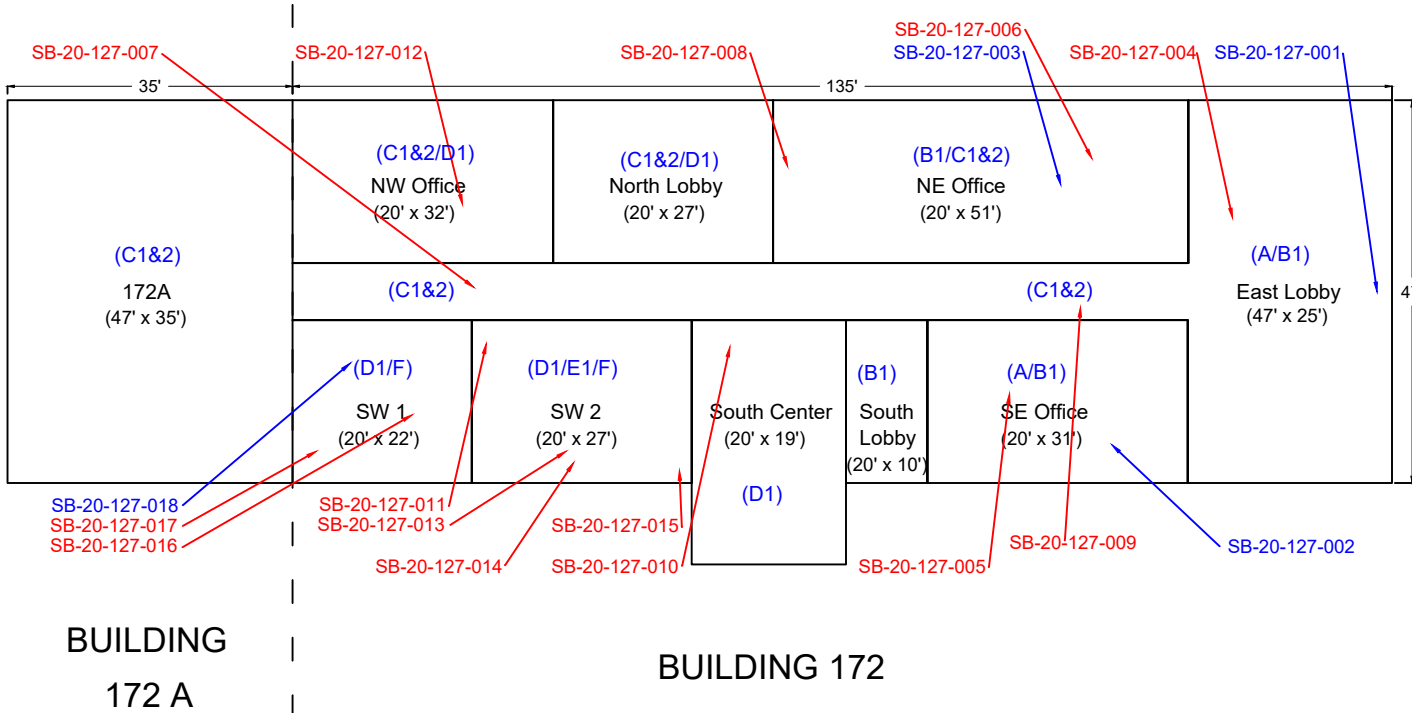 SB-20-127-006
SB-20-127-007
SB-20-127-012
SB-20-127-008
SB-20-127-003
SB-20-127-004
SB-20-127-001
35'
135'
(C1&2/D1)
NW Office
(20' x 32')
(C1&2/D1)
North Lobby
(20' x 27')
(B1/C1&2)
NE Office
(20' x 51')
(C1&2)
172A
(47' x 35')
(C1&2)
(C1&2)
(A/B1)
East Lobby
(47' x 25')
(D1/F)
SW 1
(20' x 22')
(D1/E1/F)
SW 2
(20' x 27')
South Center
(20' x 19')
(D1)
(B1)
South
Lobby
(20' x 10')
(A/B1)
SE Office
(20' x 31')
SB-20-127-018
SB-20-127-017
SB-20-127-016
SB-20-127-011
SB-20-127-013
SB-20-127-014
SB-20-127-015
SB-20-127-010
SB-20-127-005
SB-20-127-009
SB-20-127-002
BUILDING
172 A
BUILDING 172